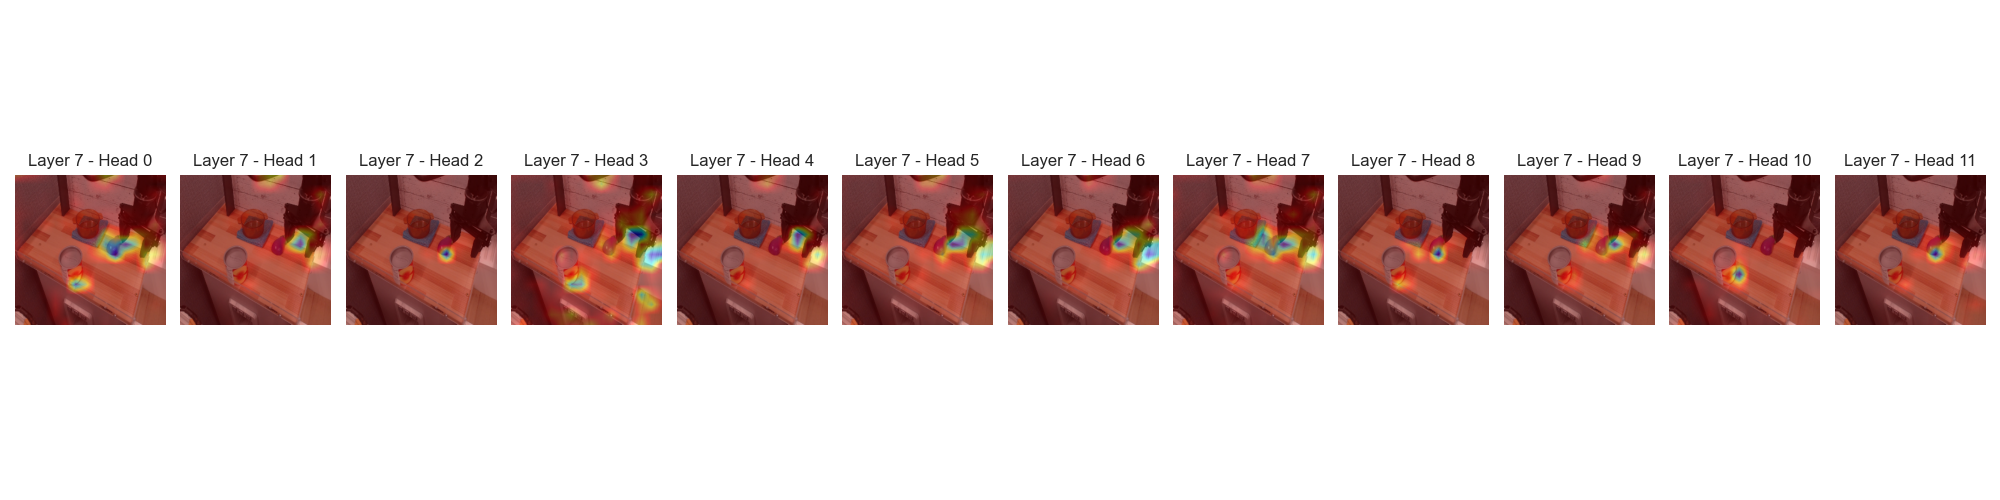 Layer 7 - Head 0
Layer 7 - Head 1
Layer 7 - Head 2
Layer 7 - Head 3
Layer 7 - Head 4
Layer 7 - Head 5
Layer 7 - Head 6
Layer 7 - Head 7
Layer 7 - Head 8
Layer 7 - Head 9
Layer 7 - Head 10
Layer 7 - Head 11